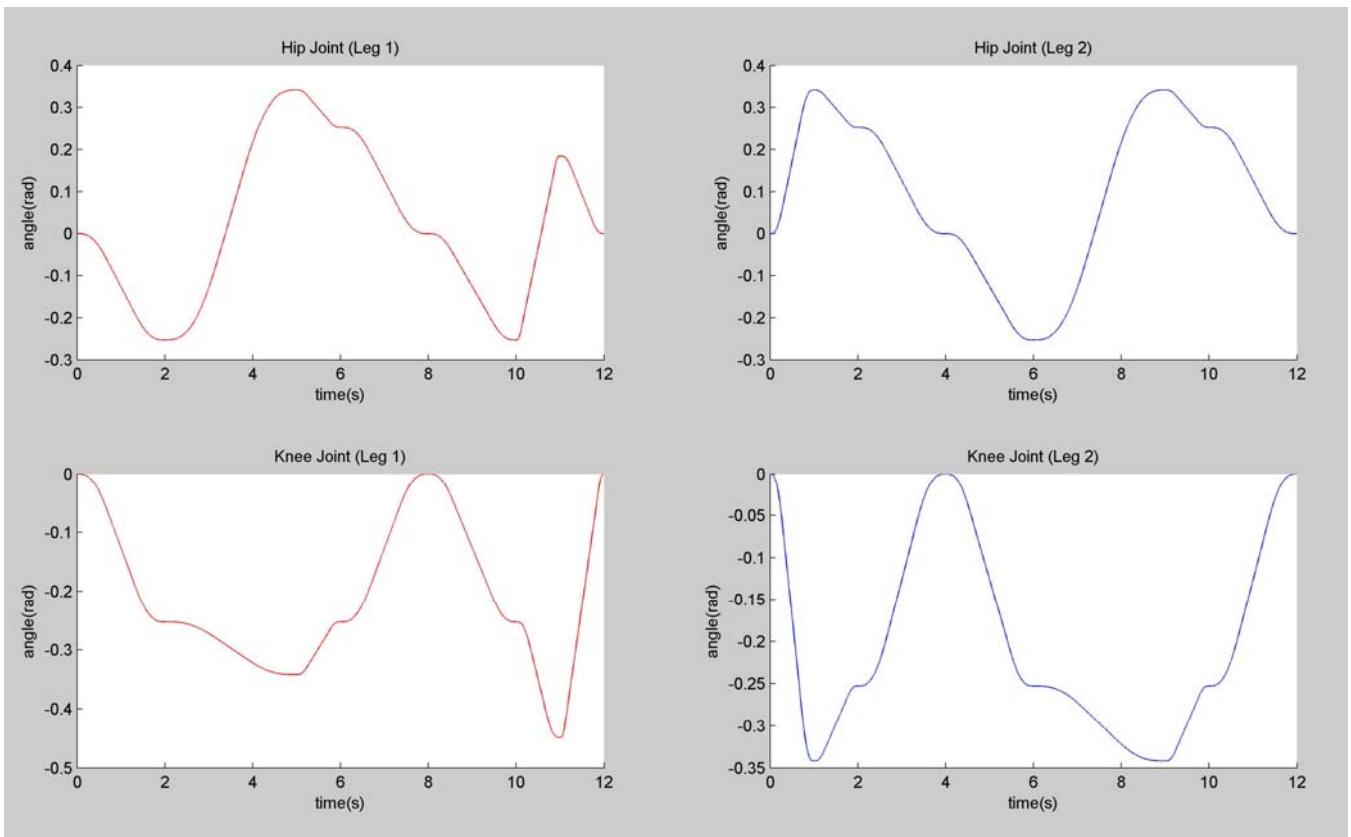 Hip Joint (Leg 1)
0.4
0.3
0.2
0.1
0
-0.1
-0.2
-0.3
angle(rad)
0 2 4 6 8 10 12
time(s)
Hip Joint (Leg 2)
0.4
0.3
0.2
0.1
0
-0.1
-0.2
-0.3
angle(rad)
0 2 4 6 8 10 12
time(s)
Knee Joint (Leg 1)
0
-0.1
-0.2
-0.3
-0.4
-0.5
angle(rad)
0 2 4 6 8 10 12
time(s)
Knee Joint (Leg 2)
0
-0.05
-0.1
-0.15
-0.2
-0.25
-0.3
-0.35
angle(rad)
0 2 4 6 8 10 12
time(s)